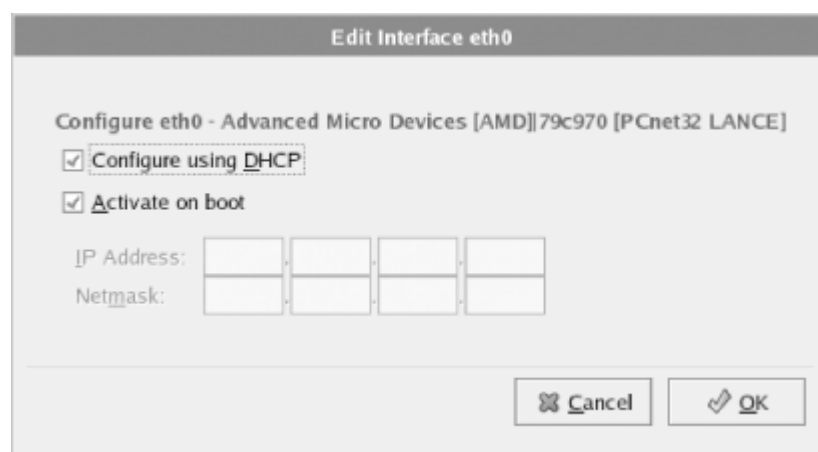 Edit Interface eth0
Configure eth0 - Advanced Micro Devices [AMD]|79c970 [PCnet32 LANCE]
Configure using DHCP
Activate on boot
IP Address: . . .
Netmask: . . .
Cancel OK